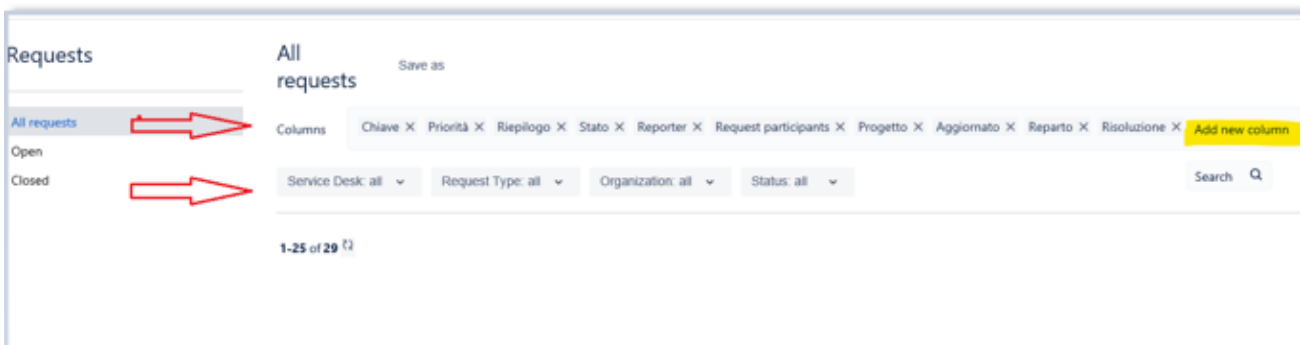 Requests
All requests
Open
Closed
All
requests
Save as
Columns
Chiave X Priorità X Riepilogo X Stato X Reporter X Request participants X Progetto X Aggiornato X Reparto X Risoluzione X Add new column
Service Desk: all Request Type: all Organization: all Status: all Search
1-25 of 29